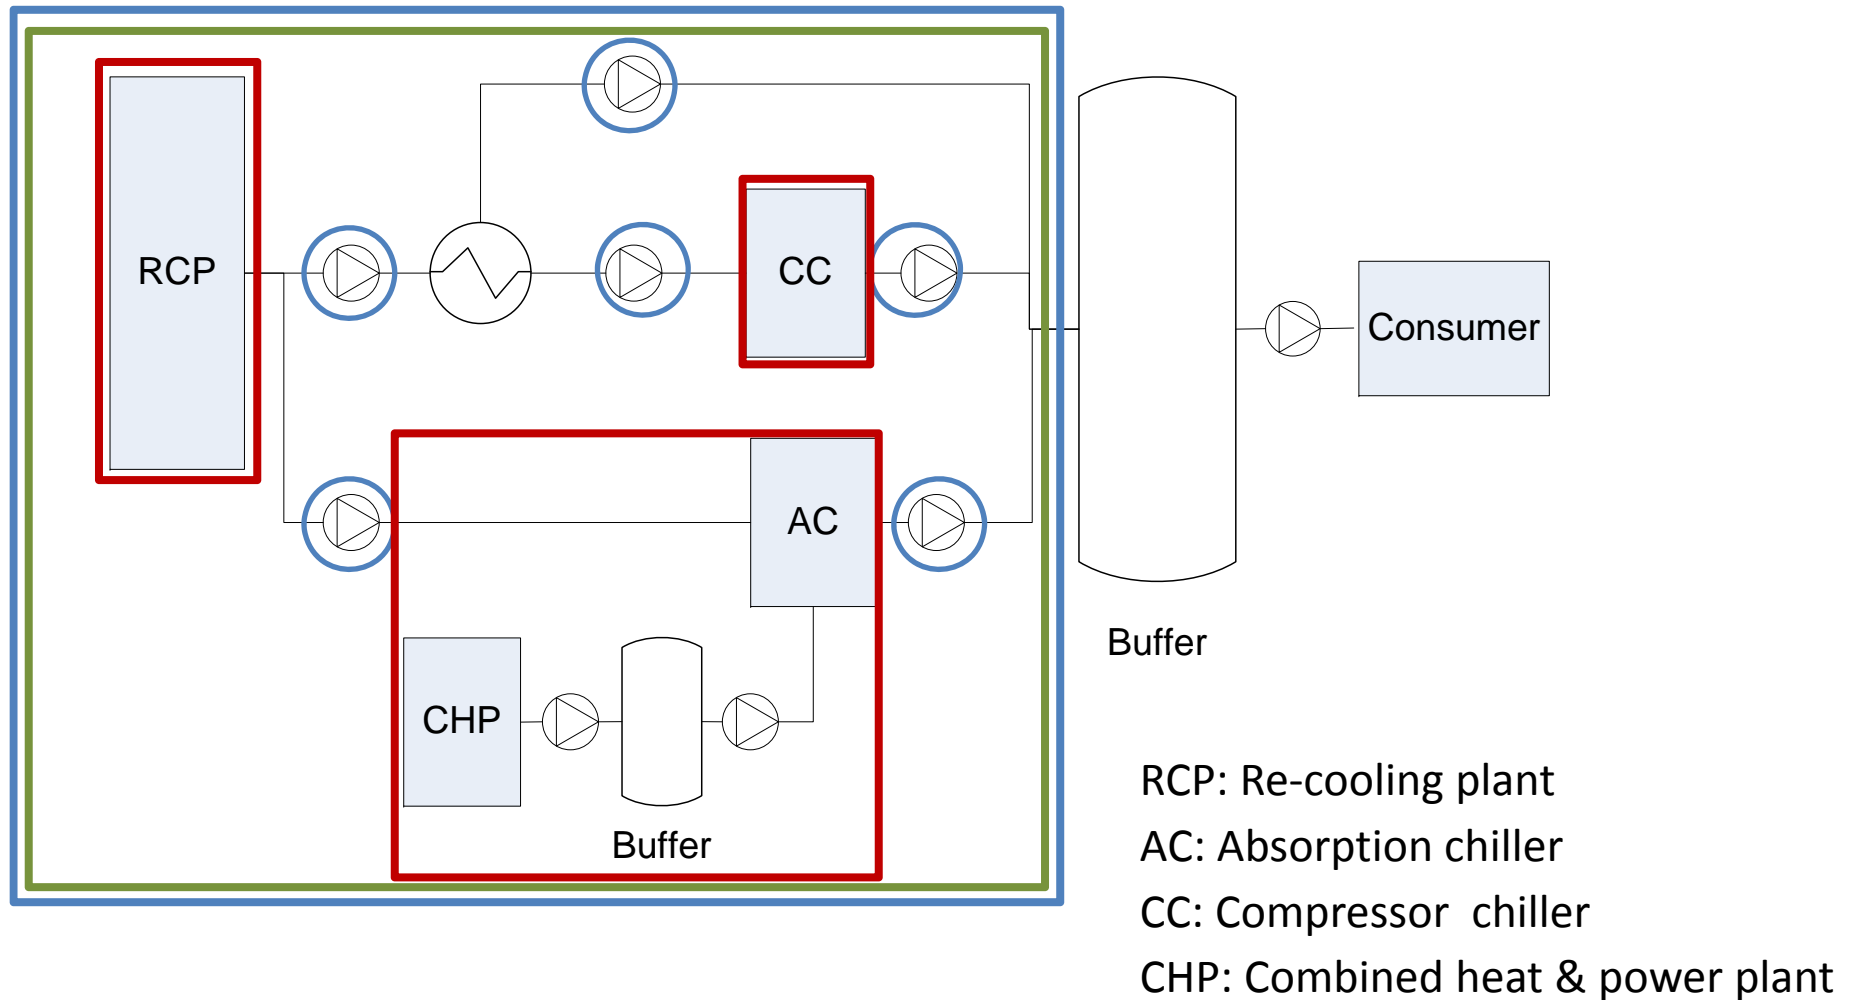 RCP
CC
Consumer
AC
CHP
Buffer
Buffer
RCP: Re-cooling plant
AC: Absorption chiller
CC: Compressor  chiller
CHP: Combined heat & power plant